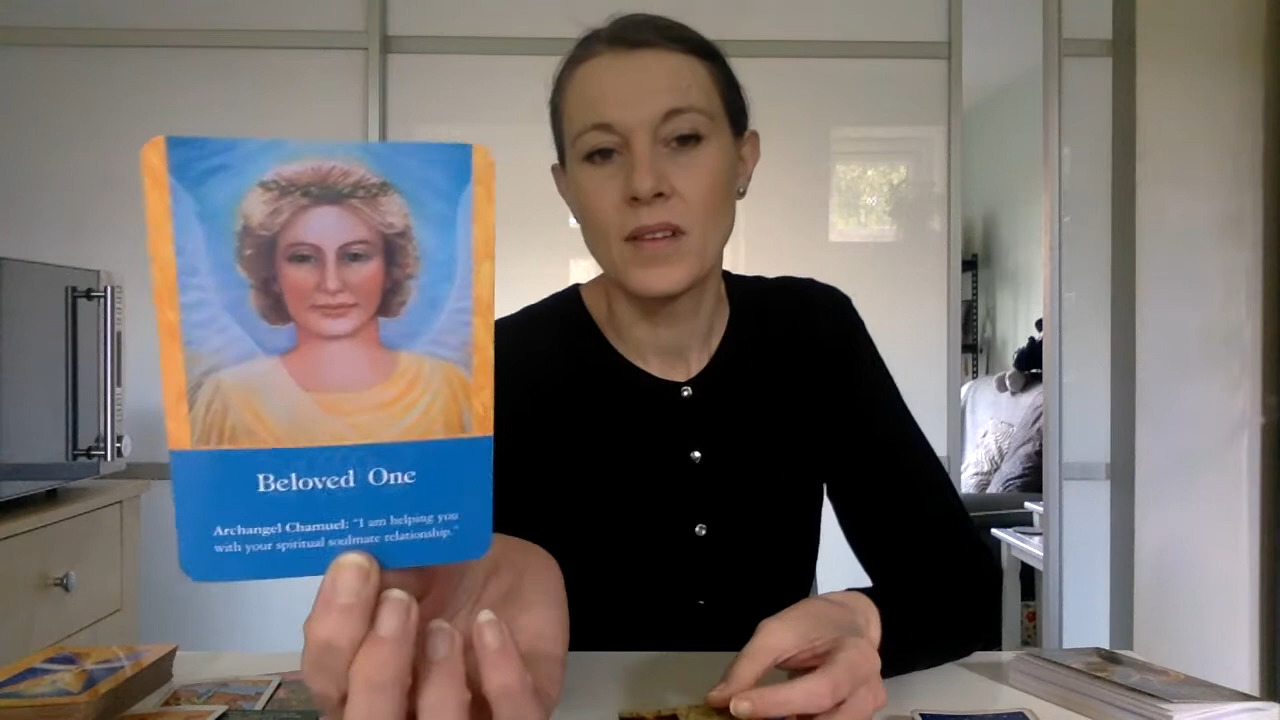 Beloved One
Archangel Chamuel: "I am helping you
with your spiritual soulmate relationship."